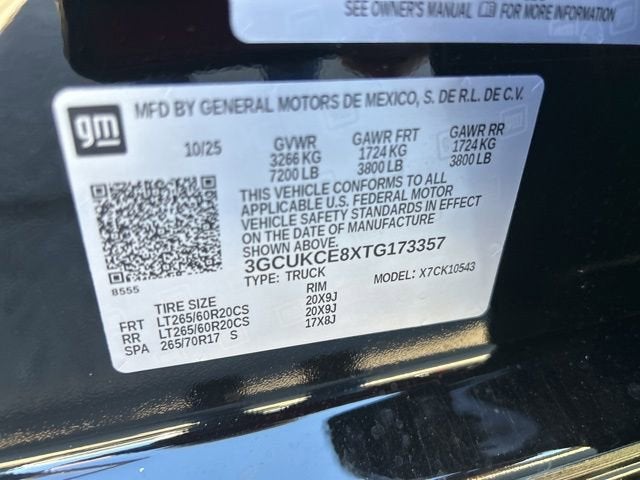 SEE OWNER'S MANUAL FOR MORE INFORMATION
gm
MFD BY GENERAL MOTORS DE MEXICO, S. DE R.L. DE C.V.
10/25 GVWR GAWR FRT GAWR RR
3266 KG 1724 KG 1724 KG
7200 LB 3800 LB 3800 LB
THIS VEHICLE CONFORMS TO ALL
APPLICABLE U.S. FEDERAL MOTOR
VEHICLE SAFETY STANDARDS IN EFFECT
ON THE DATE OF MANUFACTURE
SHOWN ABOVE.
3GCUKCE8XTG173357
8555
TYPE: TRUCK MODEL: X7CK10543
TIRE SIZE RIM
FRT LT265/60R20CS 20X9J
RR LT265/60R20CS 20X9J
SPA 265/70R17 S 17X8J